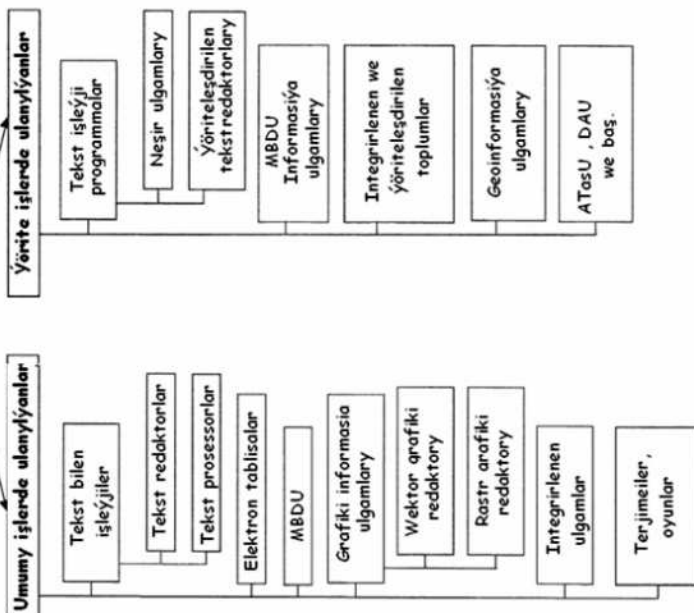 Umumy işlerde ulanylýanlar
Tekst bilen
işleýjiler
Tekst redaktorlar
Tekst prosessorlar
Elektron tablisalar
MBDU
Grafiki informasia
ulgamlary
Wektor grafiki
redaktory
Rastr grafiki
redaktory
Integrirlenen
ulgamlar
Terjimeiler,
oyunlar
Ýörite işlerde ulanylýanlar
Tekst işleýji
programmalar
Neşir ulgamlary
Ýöriteleşdirilen
tekst redaktorlary
MBDU
Informasiýa
ulgamlary
Integrirlenen we
ýöriteleşdirilen
toplumlar
Geoinformasiýa
ulgamlary
ATasU , DAU
we baş.